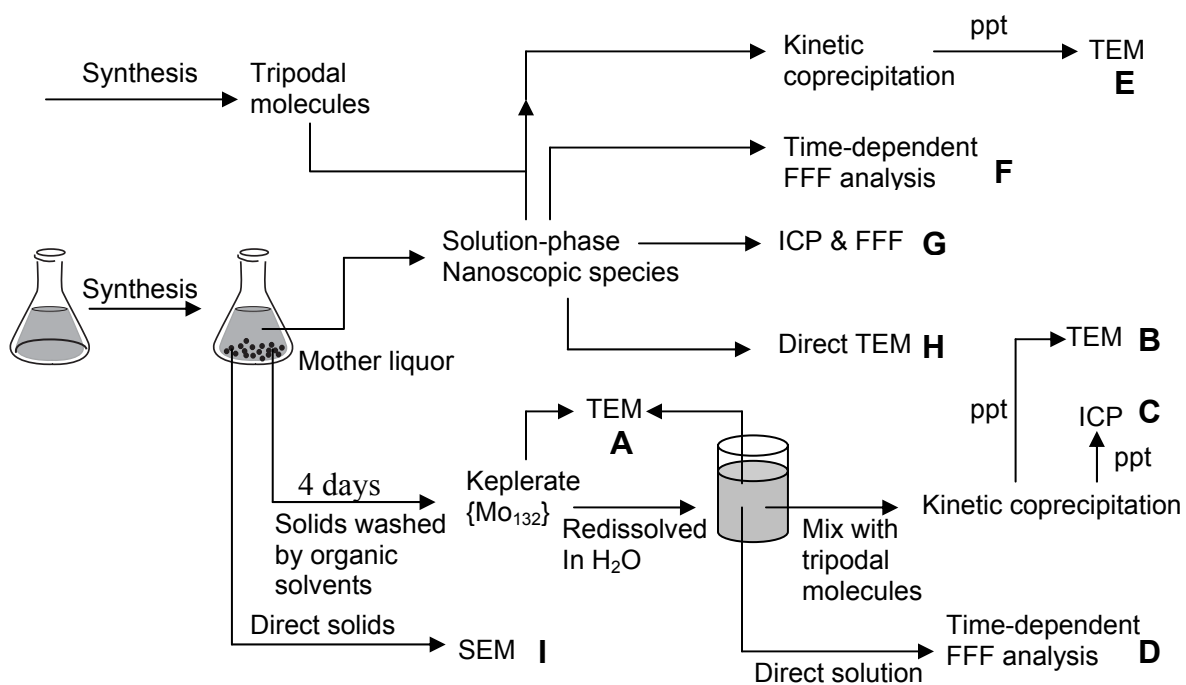 ppt
Synthesis
Tripodal
molecules
Kinetic
coprecipitation
TEM
E
Time-dependent
FFF analysis
F
Synthesis
Solution-phase
Nanoscopic species
ICP & FFF
G
Mother liquor
Direct TEM
H
TEM
B
TEM
A
ppt
ICP
C
ppt
4 days
Solids washed
by organic
solvents
Keplerate
{Mo132}
Redissolved
In H2O
Mix with
tripodal
molecules
Kinetic coprecipitation
Direct solids
SEM
I
Direct solution
Time-dependent
FFF analysis
D